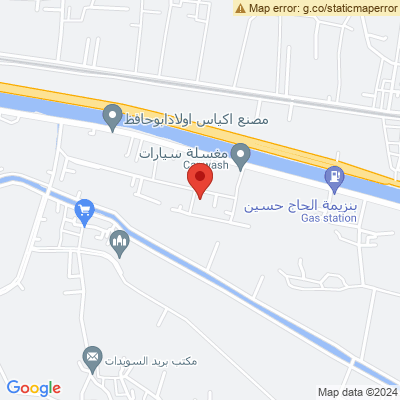 Map error: g.co/staticmaperror
مصنع اكياس اولادابوحافظ
مغسلة سيارات
Car wash
بنزيمة الحاج حسين
Gas station
مكتب بريد السويدات
Google
Map data ©2024